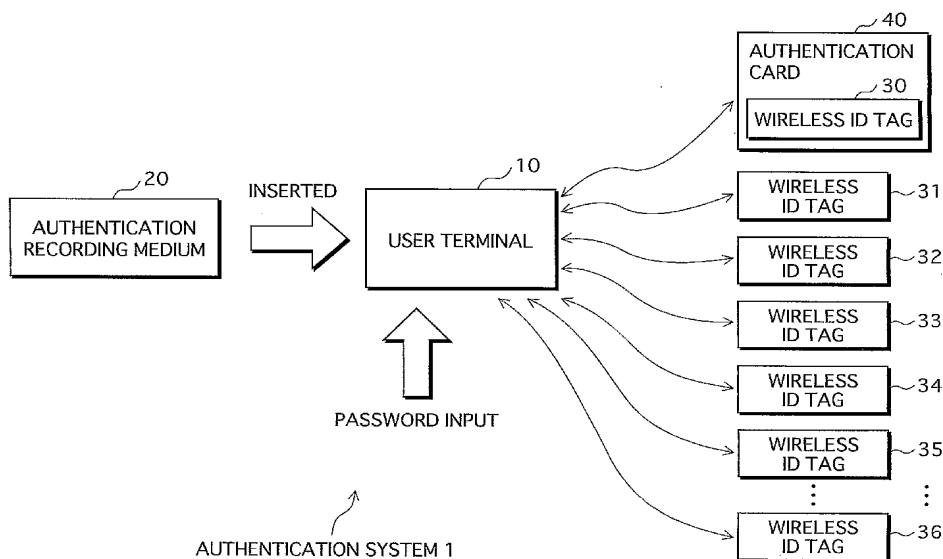 40
AUTHENTICATION
CARD
30
WIRELESS ID TAG
20
AUTHENTICATION
RECORDING MEDIUM
INSERTED
10
USER TERMINAL
PASSWORD INPUT
WIRELESS
ID TAG
31
WIRELESS
ID TAG
32
WIRELESS
ID TAG
33
WIRELESS
ID TAG
34
WIRELESS
ID TAG
35
WIRELESS
ID TAG
36
AUTHENTICATION SYSTEM 1